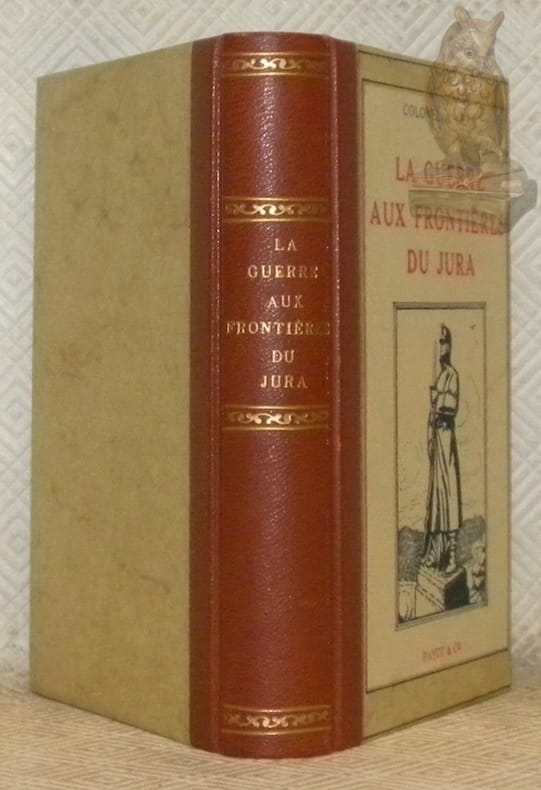 LA
GUERRE
AUX
FRONTIÈRES
DU
JURA
COLONEL
LA GUERRE
AUX FRONTIÈRES
DU JURA
PAYOT & Cie